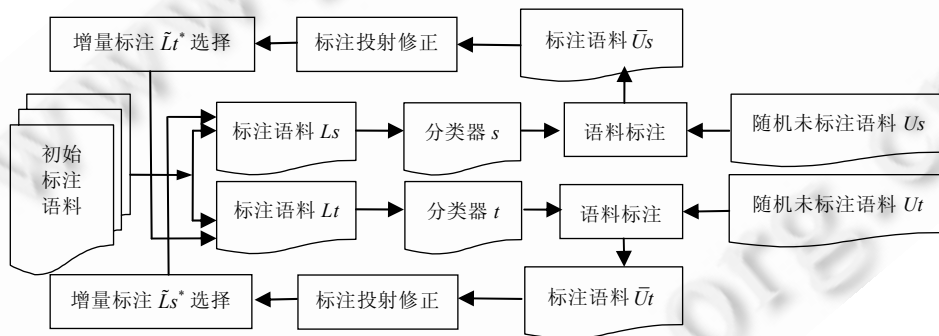 增量标注 L̃t* 选择
标注投射修正
标注语料 Ūs
初始
标注
语料
标注语料 Ls
分类器 s
语料标注
随机未标注语料 Us
标注语料 Lt
分类器 t
语料标注
随机未标注语料 Ut
增量标注 L̃s* 选择
标注投射修正
标注语料 Ūt